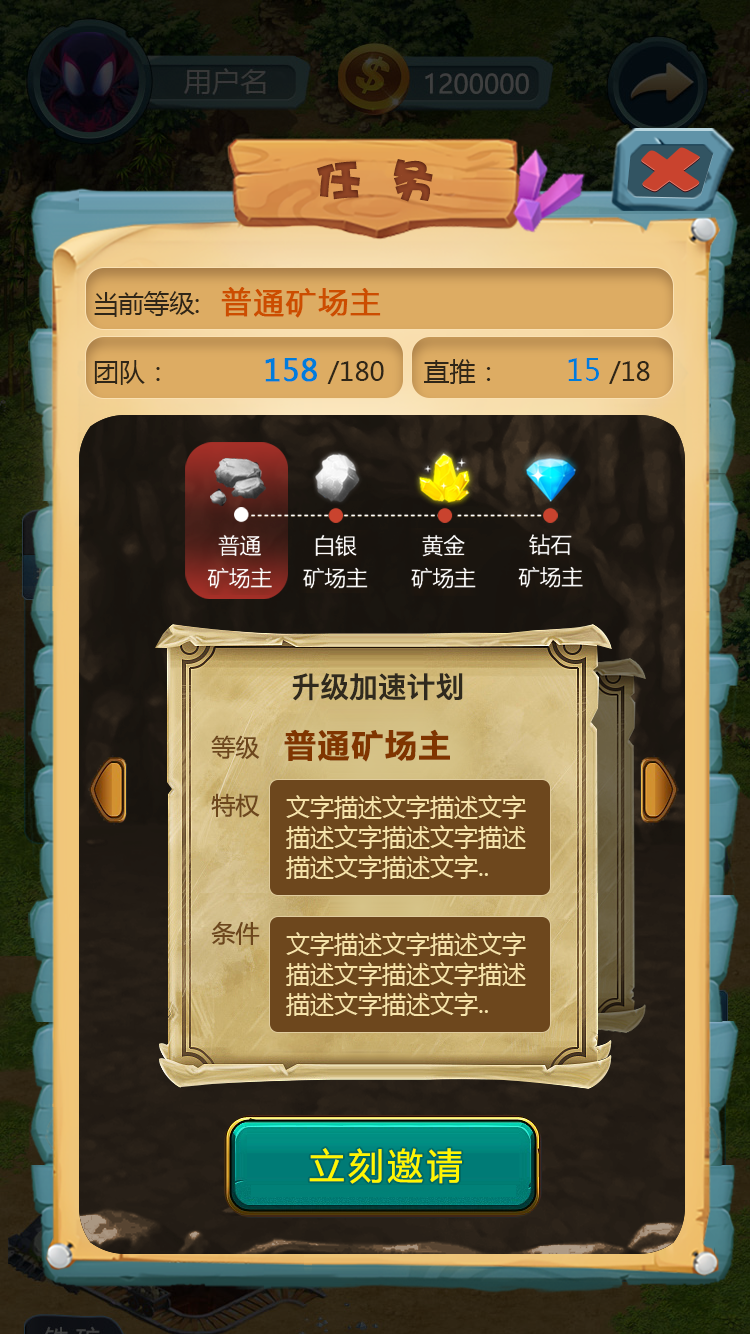 用户名
1200000
任务
当前等级: 普通矿场主
团队： 158 /180
直推： 15 /18
普通 白银 黄金 钻石
矿场主 矿场主 矿场主 矿场主
升级加速计划
等级 普通矿场主
特权
文字描述文字描述文字
描述文字描述文字描述
描述文字描述文字..
条件
文字描述文字描述文字
描述文字描述文字描述
描述文字描述文字..
立刻邀请